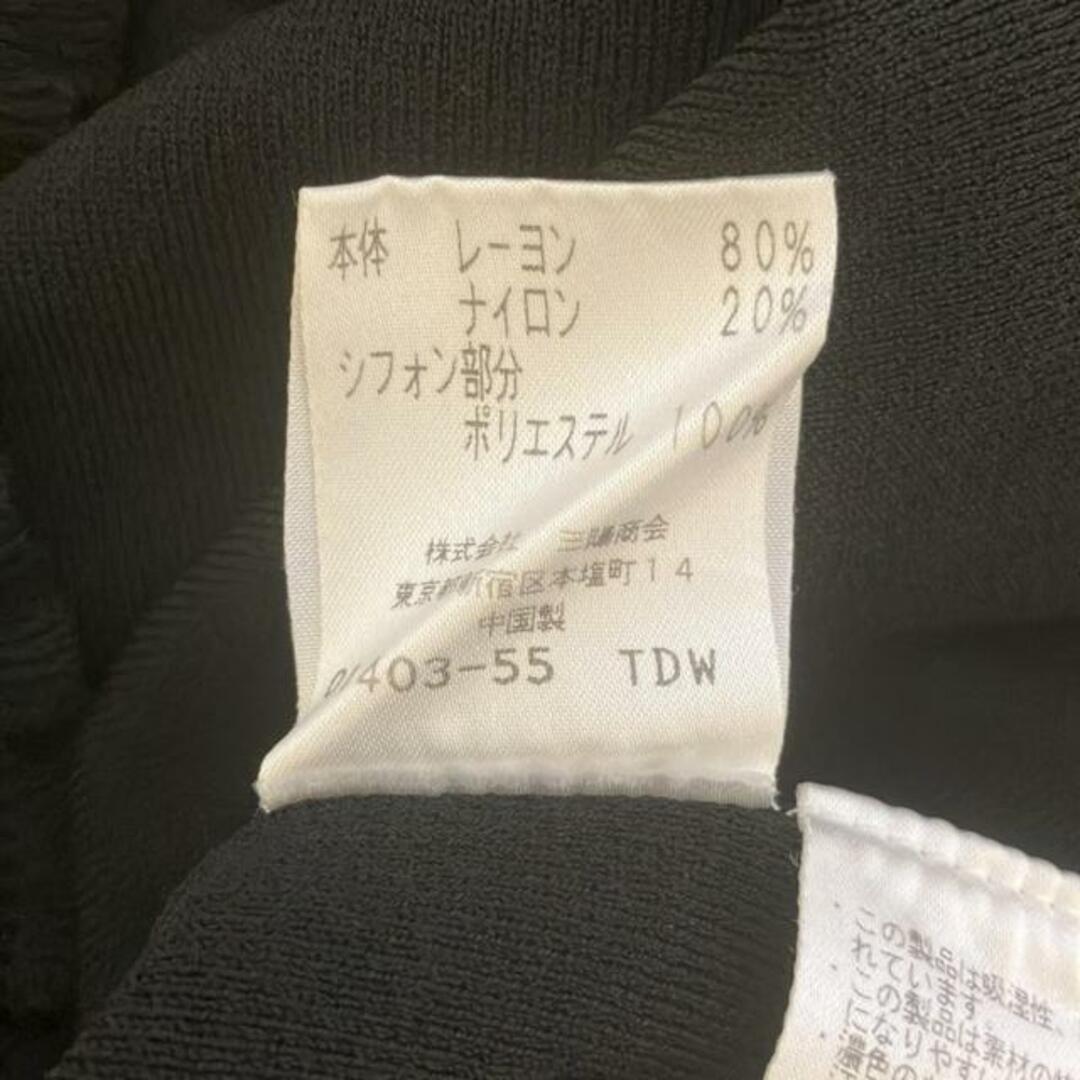 本体 レーヨン 80%
ナイロン 20%
シフォン部分
ポリエステル 100%
株式会社 三陽商会
東京都新宿区本塩町14
中国製
403-55 TDW
・この製品は吸湿性、
れています。
・この製品は素材の
になりやす
・濃色の